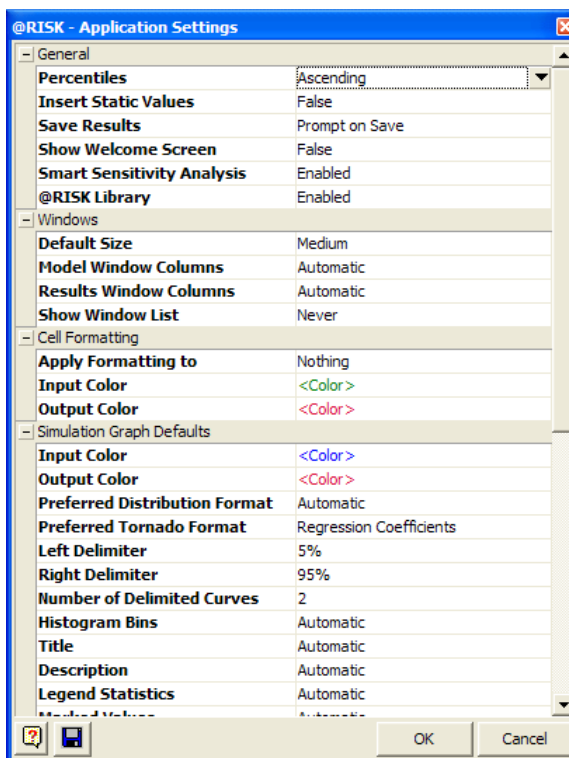 @RISK - Application Settings
General
Percentiles Ascending
Insert Static Values False
Save Results Prompt on Save
Show Welcome Screen False
Smart Sensitivity Analysis Enabled
@RISK Library Enabled
Windows
Default Size Medium
Model Window Columns Automatic
Results Window Columns Automatic
Show Window List Never
Cell Formatting
Apply Formatting to Nothing
Input Color <Color>
Output Color <Color>
Simulation Graph Defaults
Input Color <Color>
Output Color <Color>
Preferred Distribution Format Automatic
Preferred Tornado Format Regression Coefficients
Left Delimiter 5%
Right Delimiter 95%
Number of Delimited Curves 2
Histogram Bins Automatic
Title Automatic
Description Automatic
Legend Statistics Automatic
Marked Values Automatic
OK Cancel